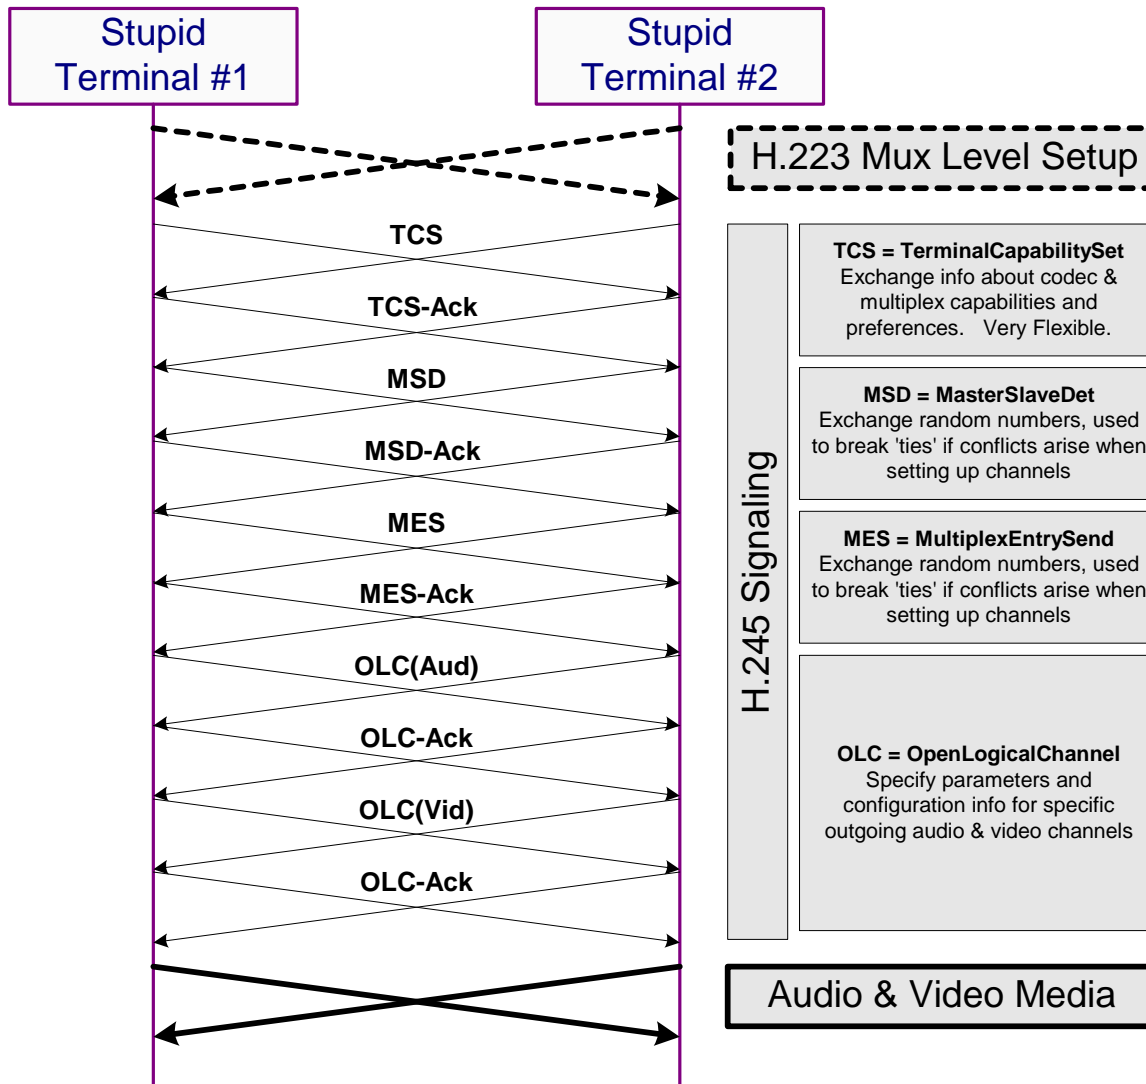 Stupid
Terminal #1
Stupid
Terminal #2
H.223 Mux Level Setup
TCS
TCS-Ack
MSD
MSD-Ack
MES
MES-Ack
OLC(Aud)
OLC-Ack
OLC(Vid)
OLC-Ack
H.245 Signaling
TCS = TerminalCapabilitySet
Exchange info about codec &
multiplex capabilities and
preferences. Very Flexible.
MSD = MasterSlaveDet
Exchange random numbers, used
to break 'ties' if conflicts arise when
setting up channels
MES = MultiplexEntrySend
Exchange random numbers, used
to break 'ties' if conflicts arise when
setting up channels
OLC = OpenLogicalChannel
Specify parameters and
configuration info for specific
outgoing audio & video channels
Audio & Video Media